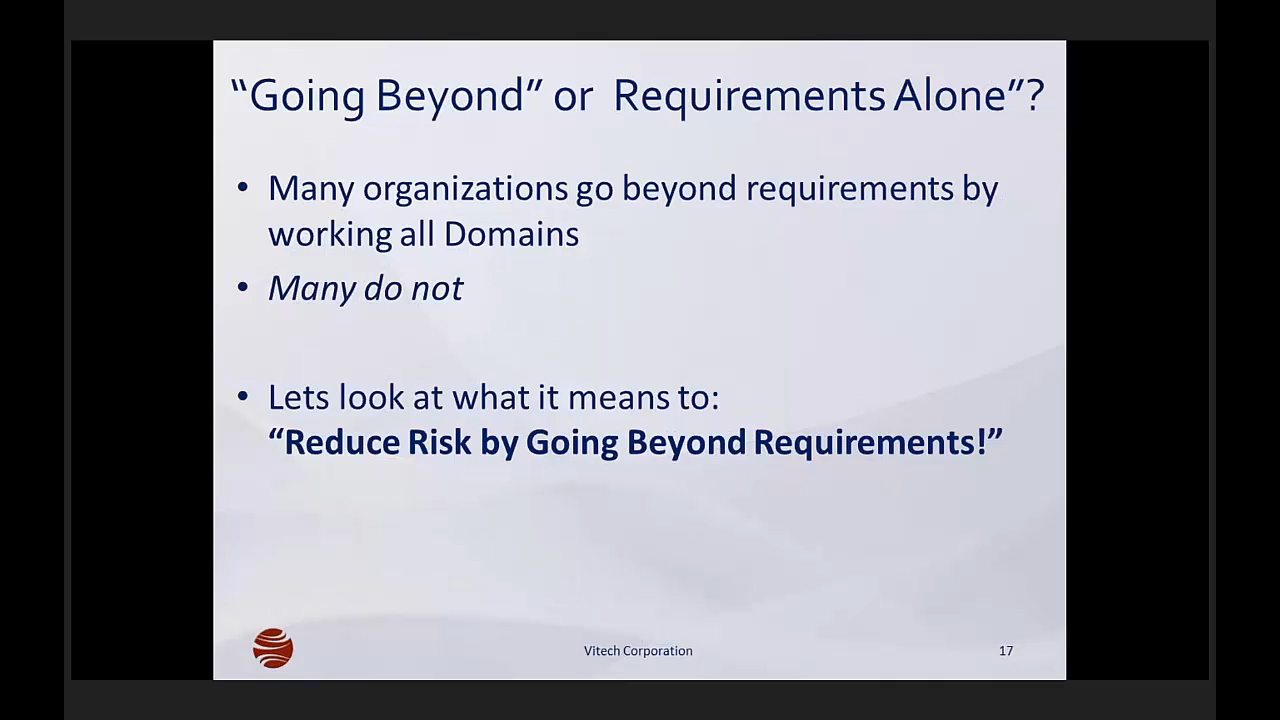 “Going Beyond” or Requirements Alone”?
• Many organizations go beyond requirements by
working all Domains
• Many do not
• Lets look at what it means to:
“Reduce Risk by Going Beyond Requirements!”
Vitech Corporation
17